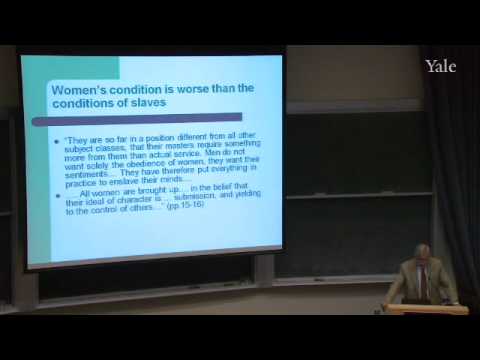 Yale
Women's condition is worse than the
conditions of slaves
"They are so far in a position different from all other
subject classes, that their masters require something
more from them than actual service. Men do not
want solely the obedience of women, they want their
sentiments.... They have therefore put everything in
practice to enslave their minds....
.... All women are brought up.... in the belief that
their ideal of character is.... submission, and yielding
to the control of others...." (pp.15-16)